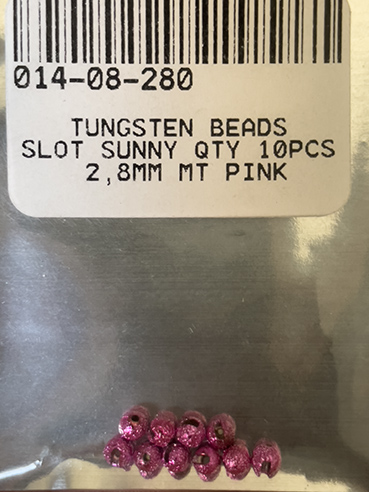 014-08-280
TUNGSTEN BEADS
SLOT SUNNY QTY 10PCS
2,8MM MT PINK